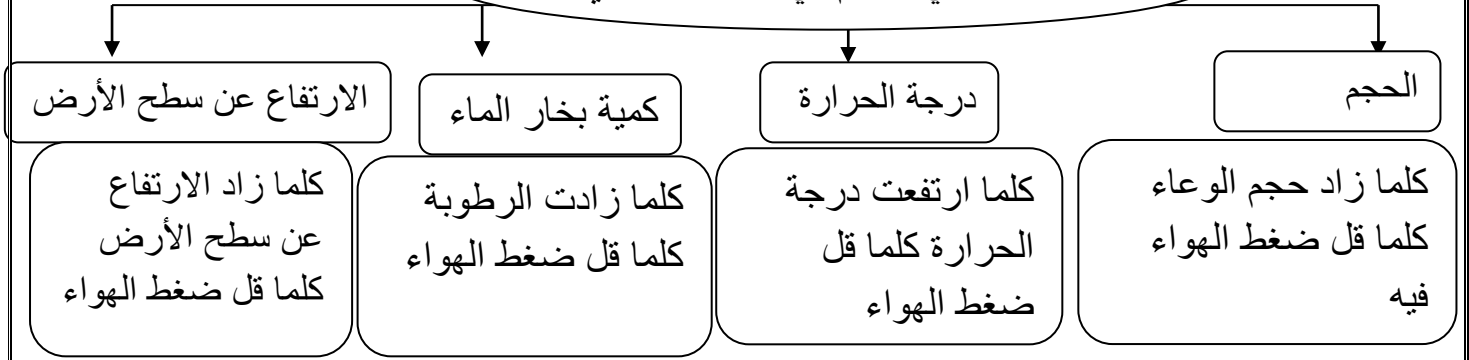 الحجم
كلما زاد حجم الوعاء
كلما قل ضغط الهواء
فيه
درجة الحرارة
كلما ارتفعت درجة
الحرارة كلما قل
ضغط الهواء
كمية بخار الماء
كلما زادت الرطوبة
كلما قل ضغط الهواء
الارتفاع عن سطح الأرض
كلما زاد الارتفاع
عن سطح الأرض
كلما قل ضغط الهواء